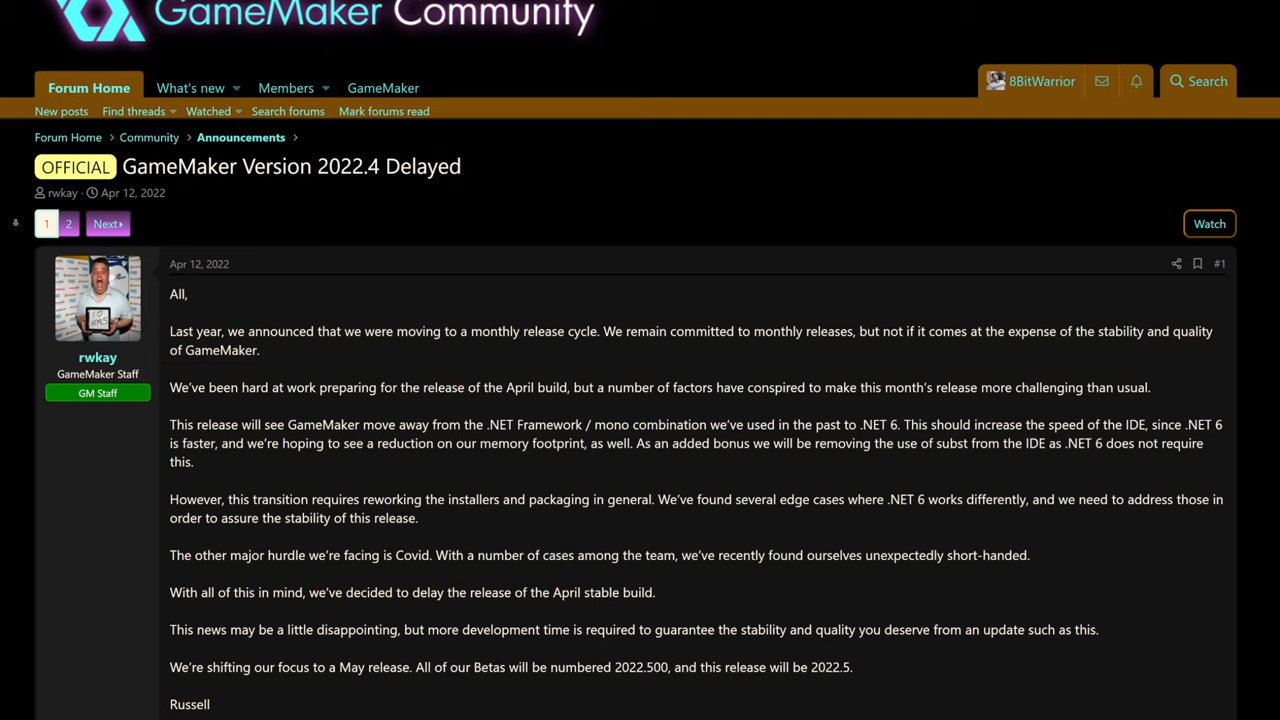 GameMaker Community
Forum Home What's new Members GameMaker 8BitWarrior Search
New posts Find threads Watched Search forums Mark forums read
Forum Home Community Announcements
OFFICIAL GameMaker Version 2022.4 Delayed
rwkay · Apr 12, 2022
1 2 Next Watch
Apr 12, 2022 #1
All,
Last year, we announced that we were moving to a monthly release cycle. We remain committed to monthly releases, but not if it comes at the expense of the stability and quality
of GameMaker.
rwkay
GameMaker Staff
GM Staff
We've been hard at work preparing for the release of the April build, but a number of factors have conspired to make this month's release more challenging than usual.
This release will see GameMaker move away from the .NET Framework / mono combination we've used in the past to .NET 6. This should increase the speed of the IDE, since .NET 6
is faster, and we're hoping to see a reduction on our memory footprint, as well. As an added bonus we will be removing the use of subst from the IDE as .NET 6 does not require
this.
However, this transition requires reworking the installers and packaging in general. We've found several edge cases where .NET 6 works differently, and we need to address those in
order to assure the stability of this release.
The other major hurdle we're facing is Covid. With a number of cases among the team, we've recently found ourselves unexpectedly short-handed.
With all of this in mind, we've decided to delay the release of the April stable build.
This news may be a little disappointing, but more development time is required to guarantee the stability and quality you deserve from an update such as this.
We're shifting our focus to a May release. All of our Betas will be numbered 2022.500, and this release will be 2022.5.
Russell